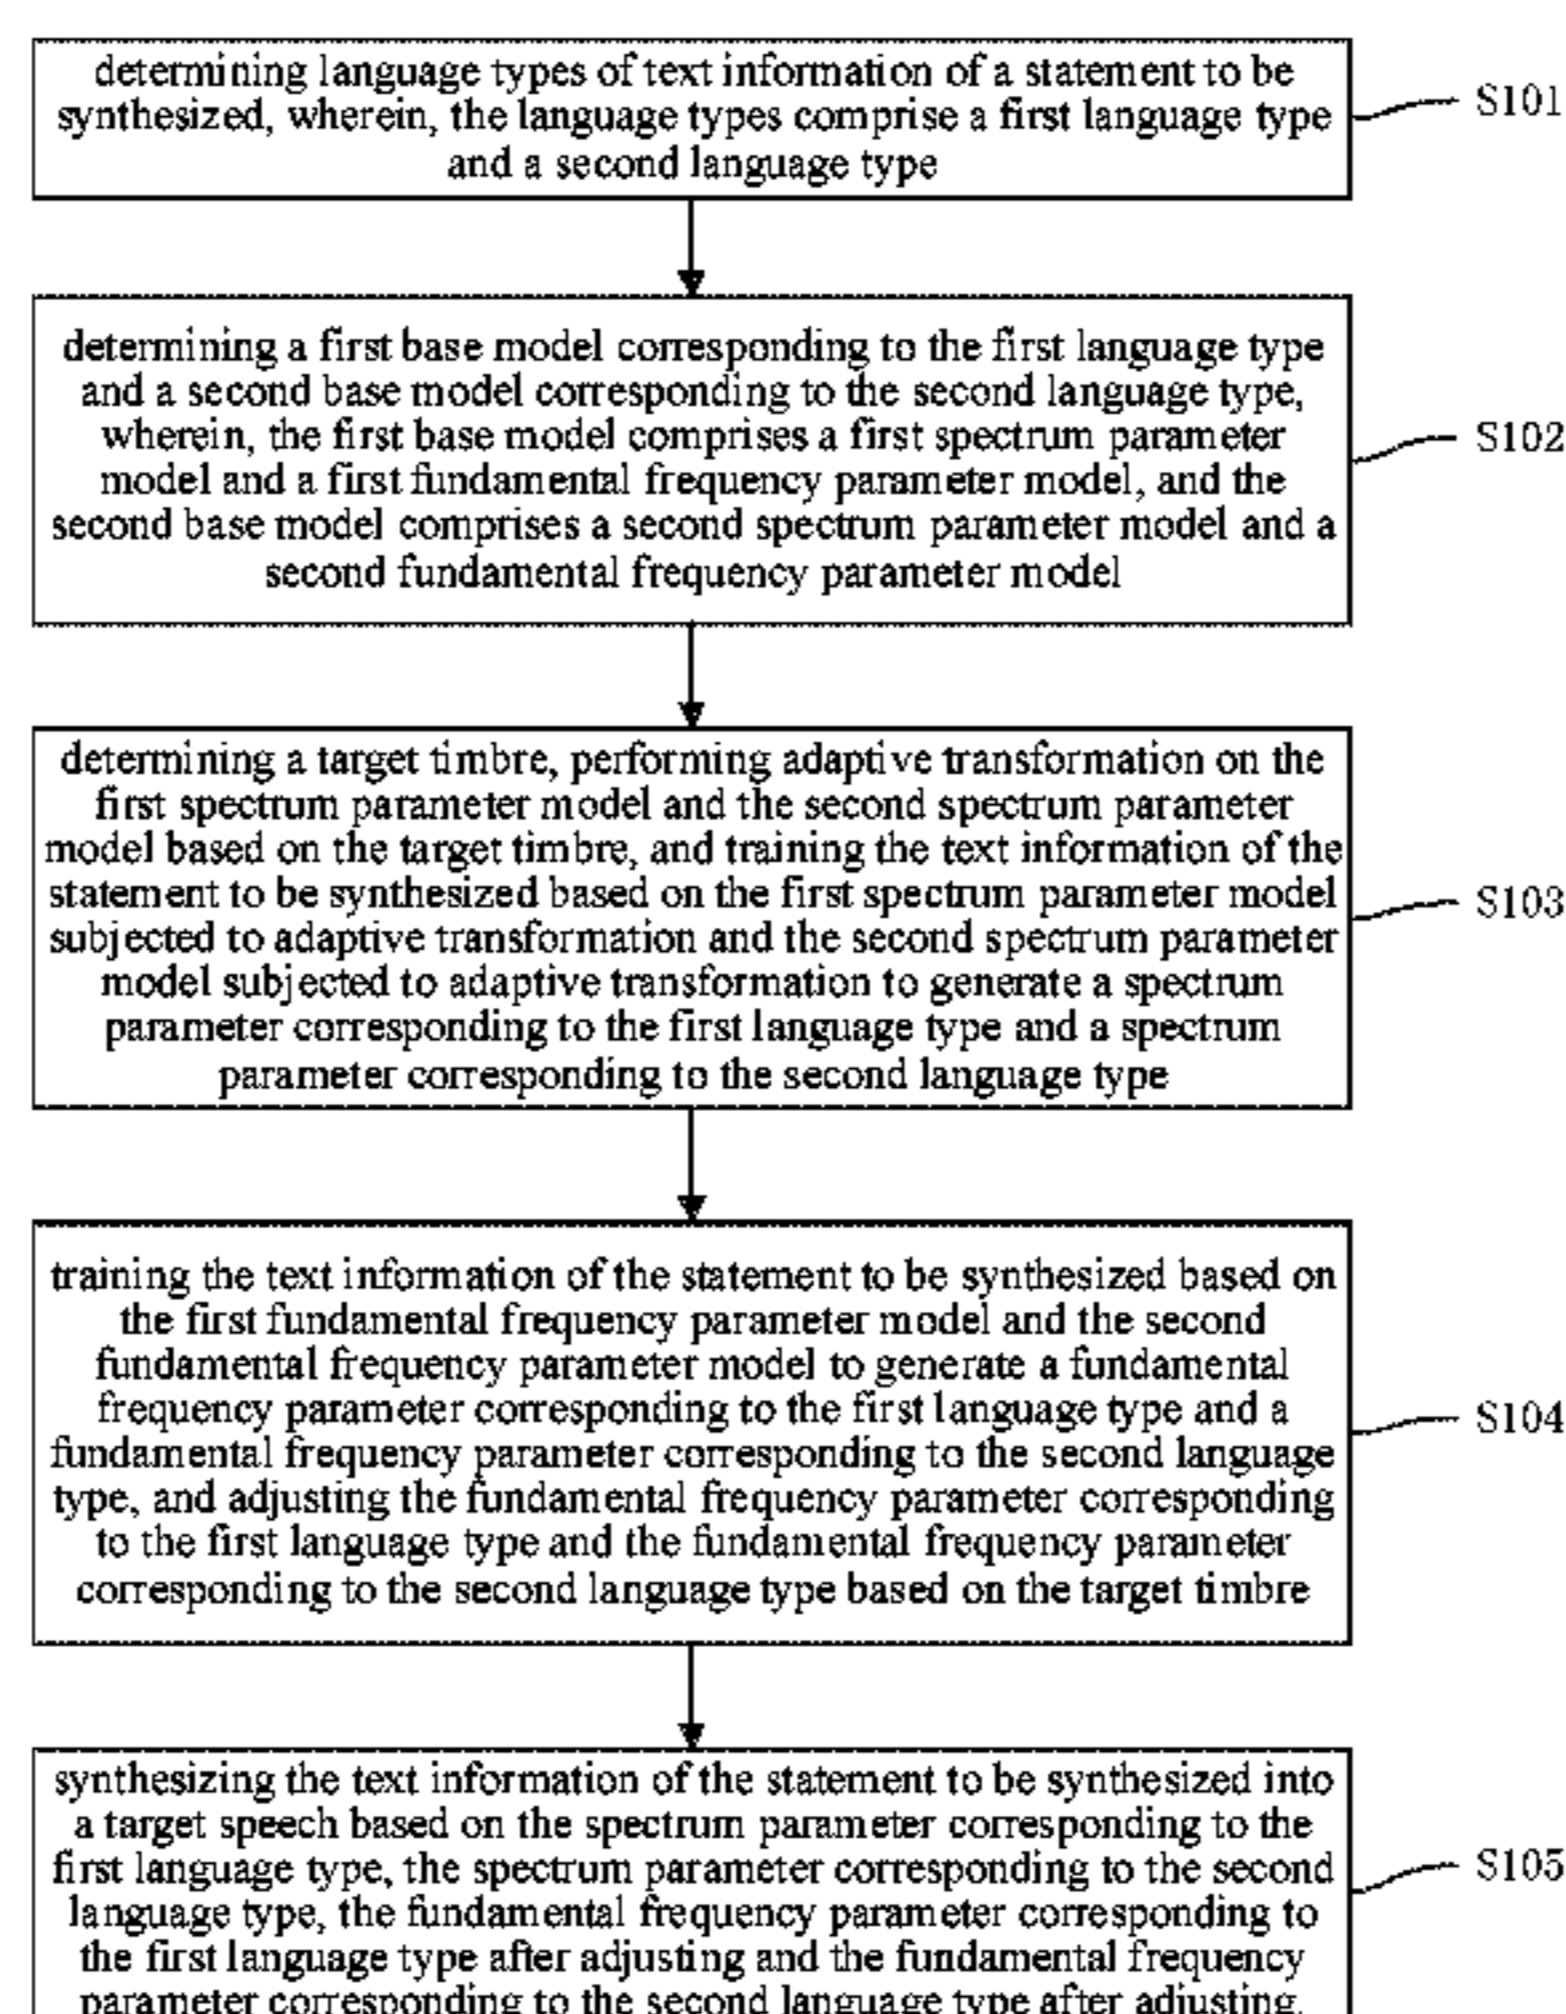 determining language types of text information of a statement to be
synthesized, wherein, the language types comprise a first language type
and a second language type
S101
determining a first base model corresponding to the first language type
and a second base model corresponding to the second language type,
wherein, the first base model comprises a first spectrum parameter
model and a first fundamental frequency parameter model, and the
second base model comprises a second spectrum parameter model and a
second fundamental frequency parameter model
S102
determining a target timbre, performing adaptive transformation on the
first spectrum parameter model and the second spectrum parameter
model based on the target timbre, and training the text information of the
statement to be synthesized based on the first spectrum parameter model
subjected to adaptive transformation and the second spectrum parameter
model subjected to adaptive transformation to generate a spectrum
parameter corresponding to the first language type and a spectrum
parameter corresponding to the second language type
S103
training the text information of the statement to be synthesized based on
the first fundamental frequency parameter model and the second
fundamental frequency parameter model to generate a fundamental
frequency parameter corresponding to the first language type and a
fundamental frequency parameter corresponding to the second language
type, and adjusting the fundamental frequency parameter corresponding
to the first language type and the fundamental frequency parameter
corresponding to the second language type based on the target timbre
S104
synthesizing the text information of the statement to be synthesized into
a target speech based on the spectrum parameter corresponding to the
first language type, the spectrum parameter corresponding to the second
language type, the fundamental frequency parameter corresponding to
the first language type after adjusting and the fundamental frequency
parameter corresponding to the second language type after adjusting.
S105